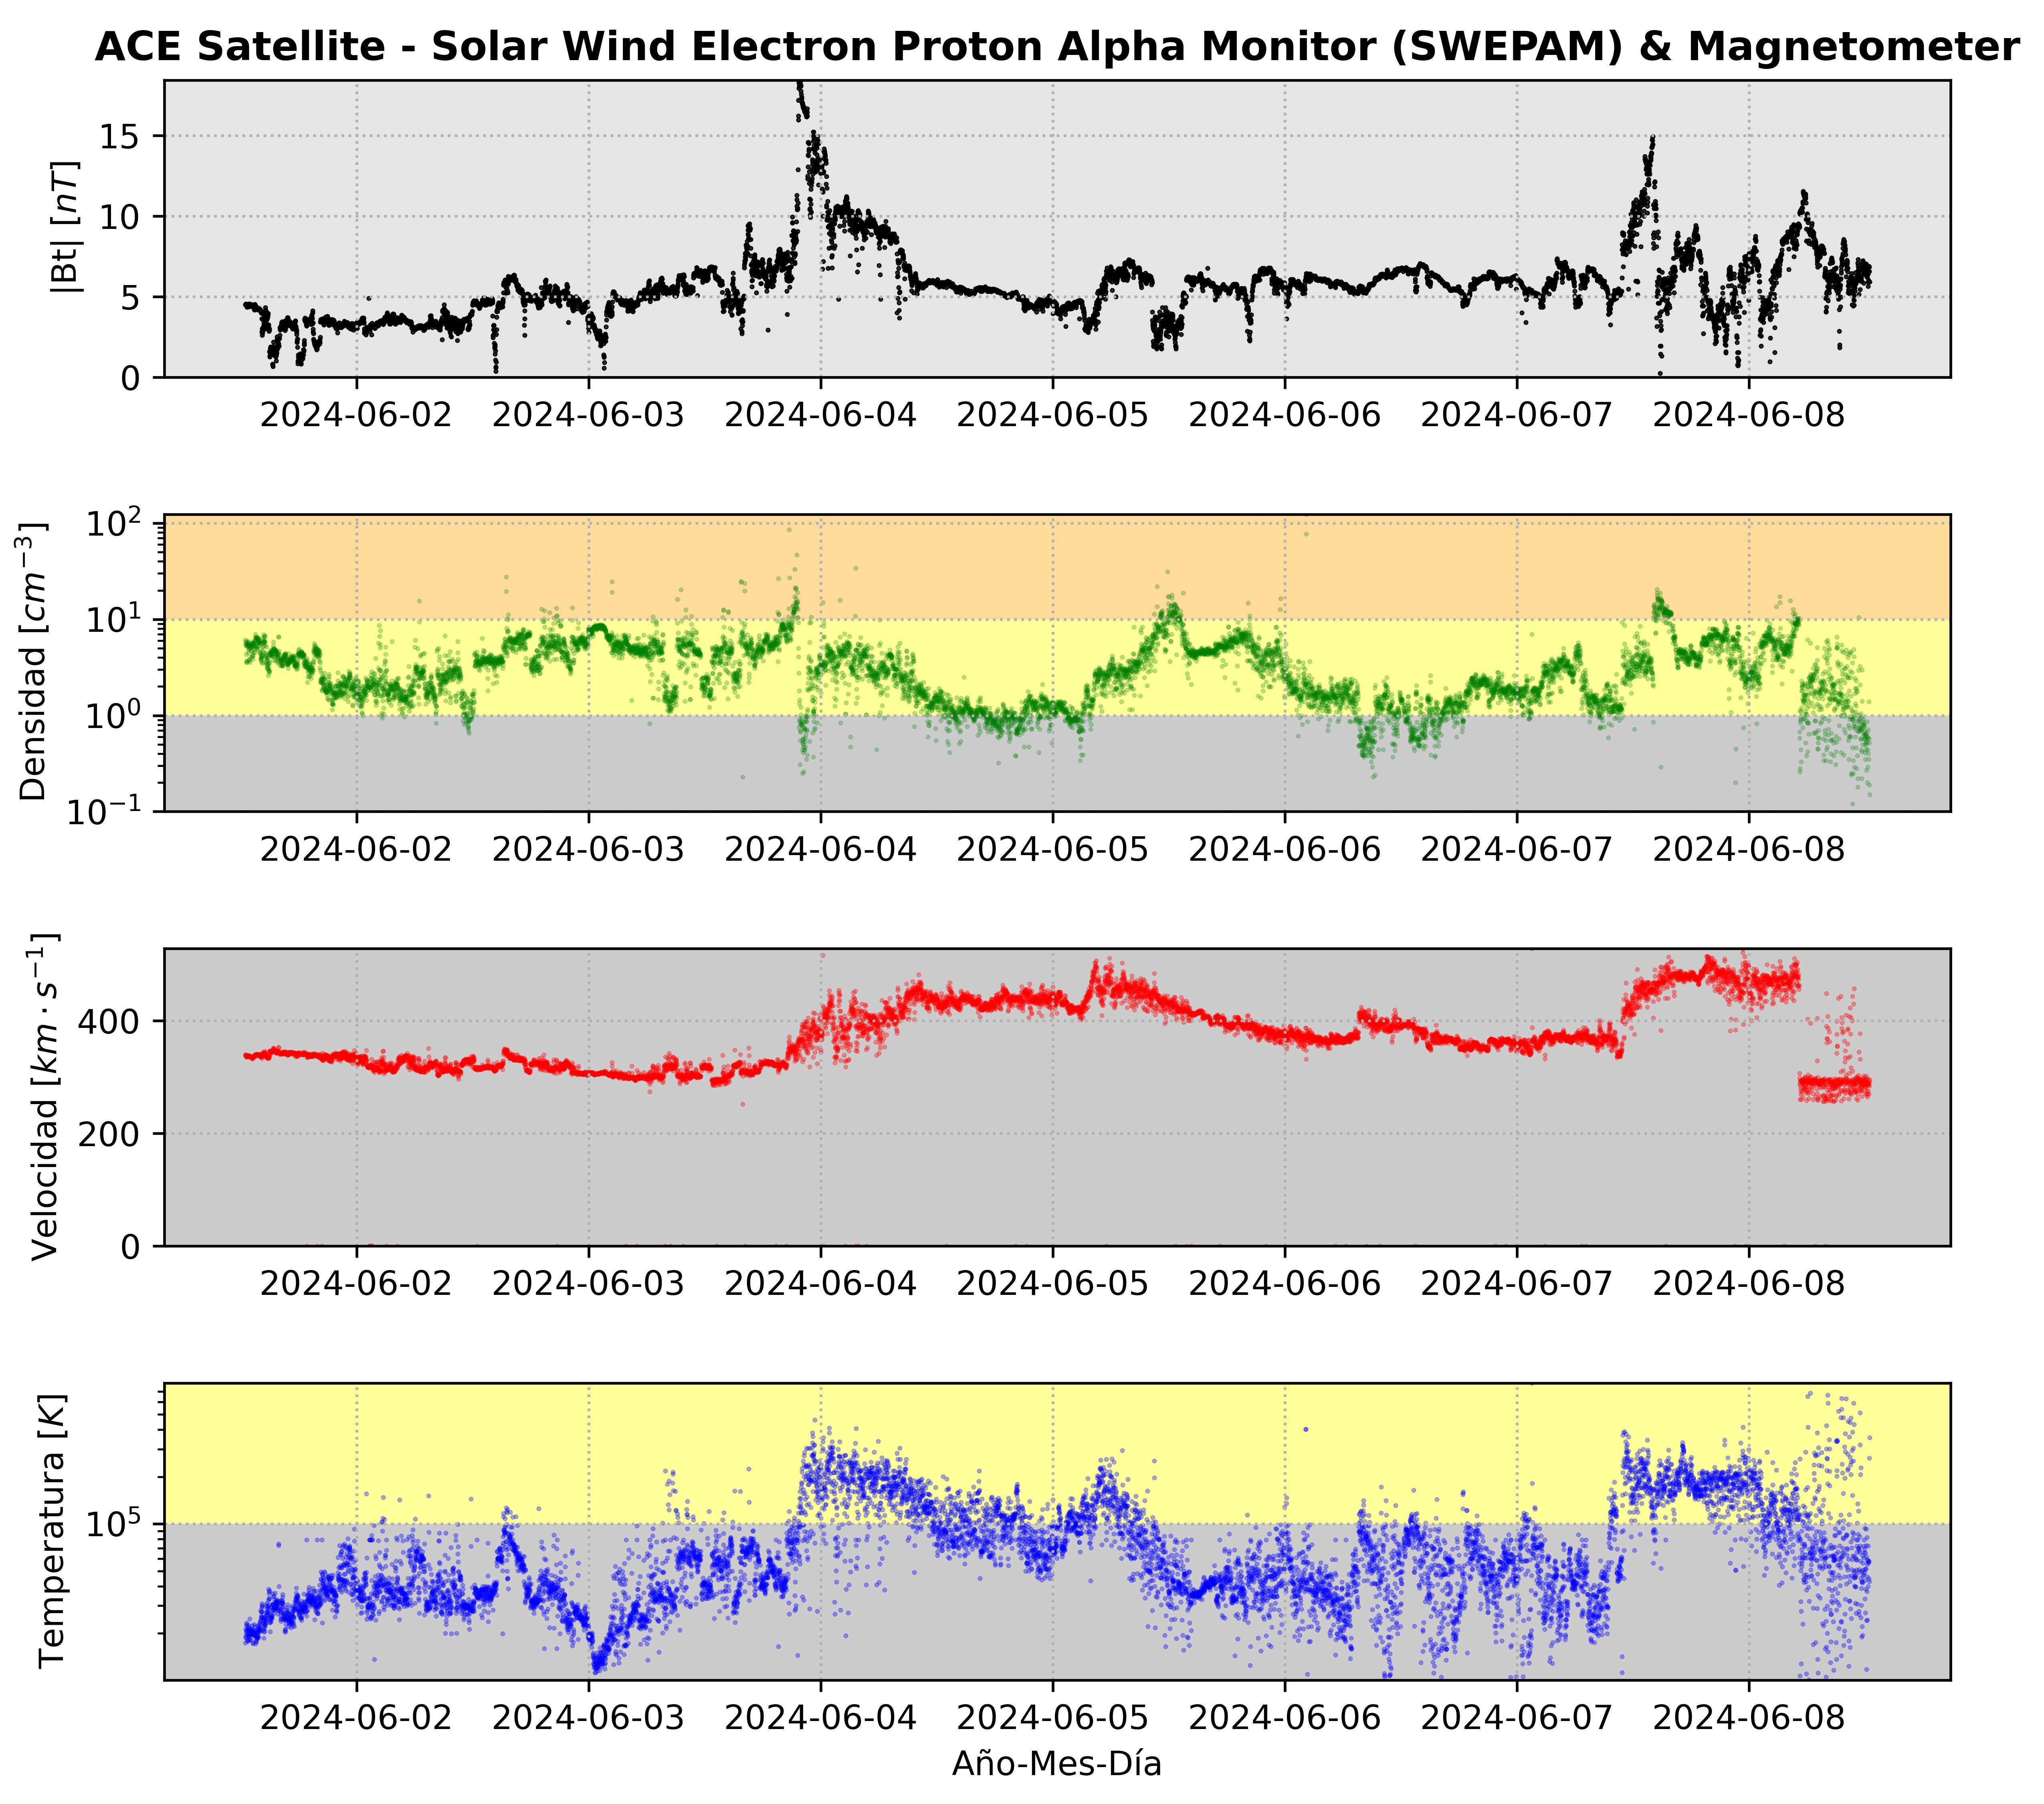 ACE Satellite - Solar Wind Electron Proton Alpha Monitor (SWEPAM) & Magnetometer
|Bt| [nT]
15
10
5
0
2024-06-02 2024-06-03 2024-06-04 2024-06-05 2024-06-06 2024-06-07 2024-06-08
Densidad [cm⁻³]
10²
10¹
10⁰
10⁻¹
2024-06-02 2024-06-03 2024-06-04 2024-06-05 2024-06-06 2024-06-07 2024-06-08
Velocidad [km · s⁻¹]
400
200
0
2024-06-02 2024-06-03 2024-06-04 2024-06-05 2024-06-06 2024-06-07 2024-06-08
Temperatura [K]
10⁵
2024-06-02 2024-06-03 2024-06-04 2024-06-05 2024-06-06 2024-06-07 2024-06-08
Año-Mes-Día